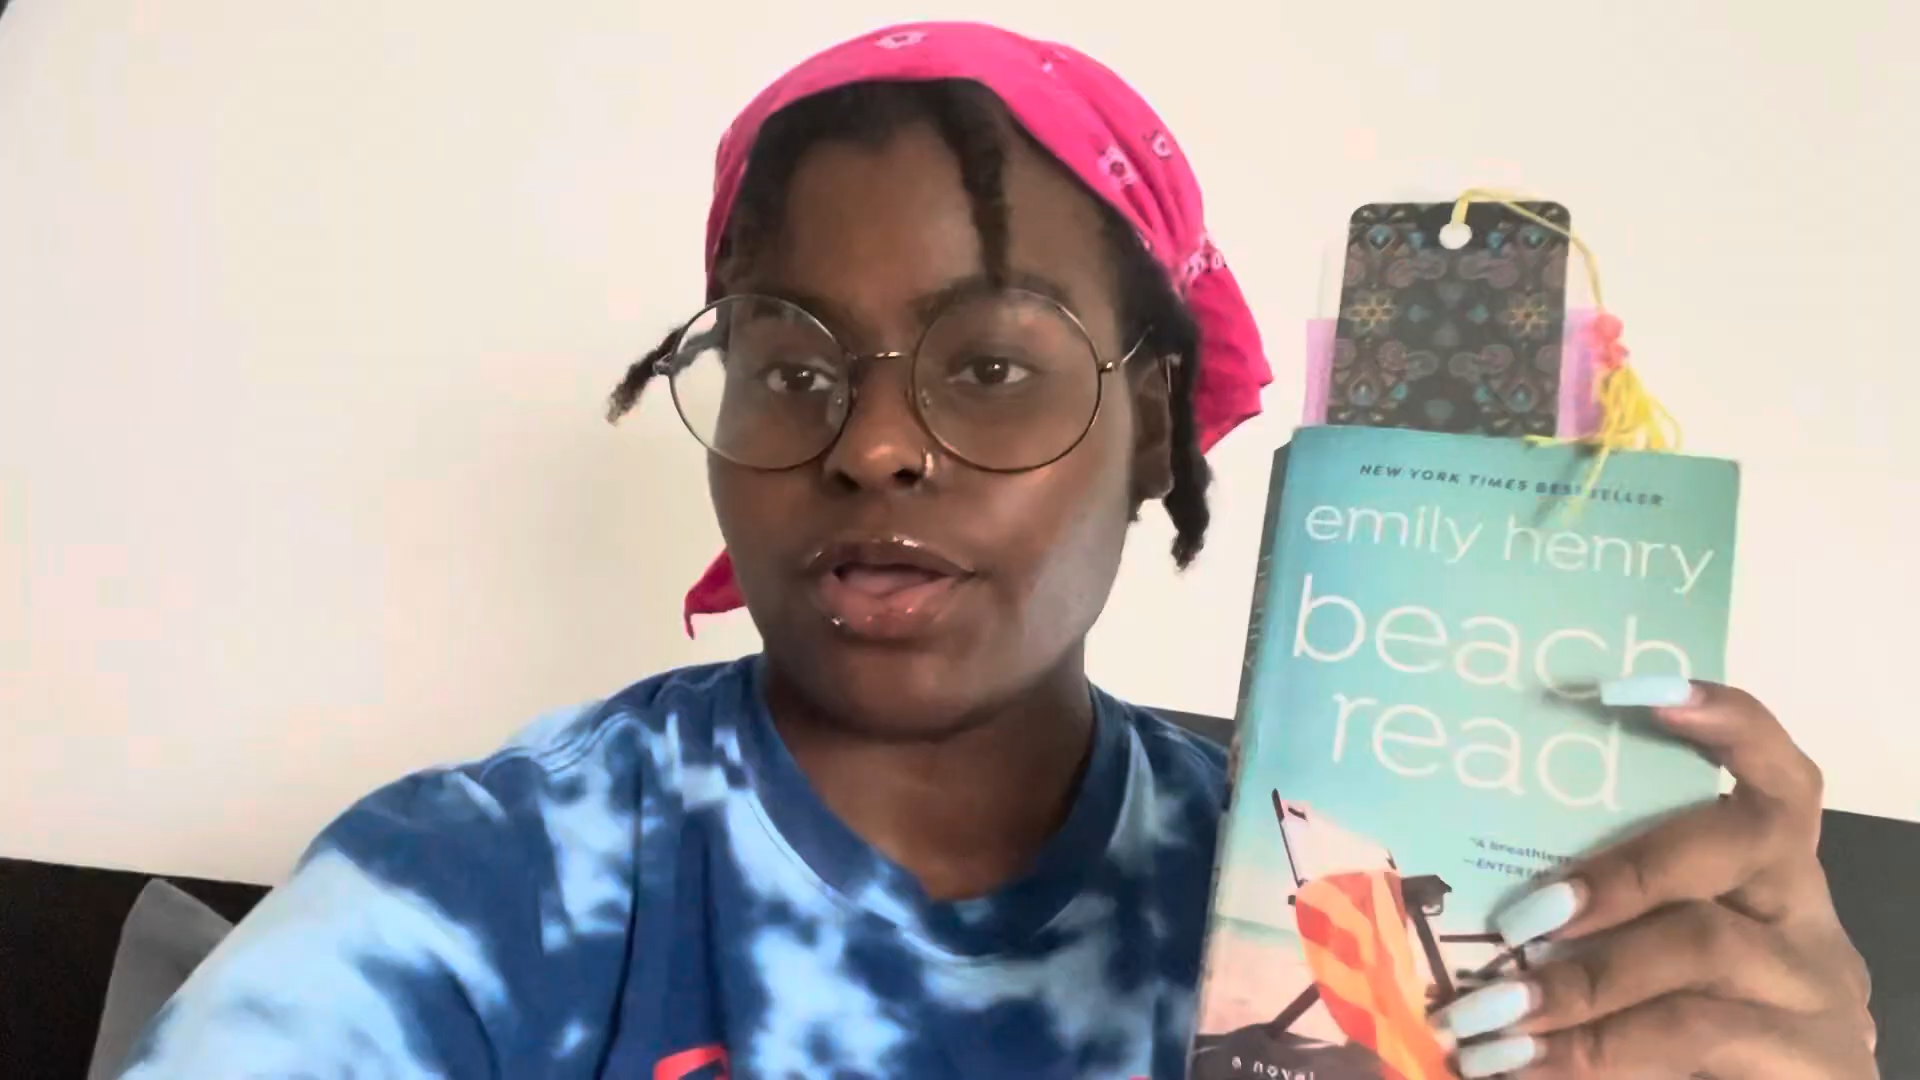 NEW YORK TIMES BESTSELLER
emily henry
beach
read
"A breathless
—ENTERTA
a novel